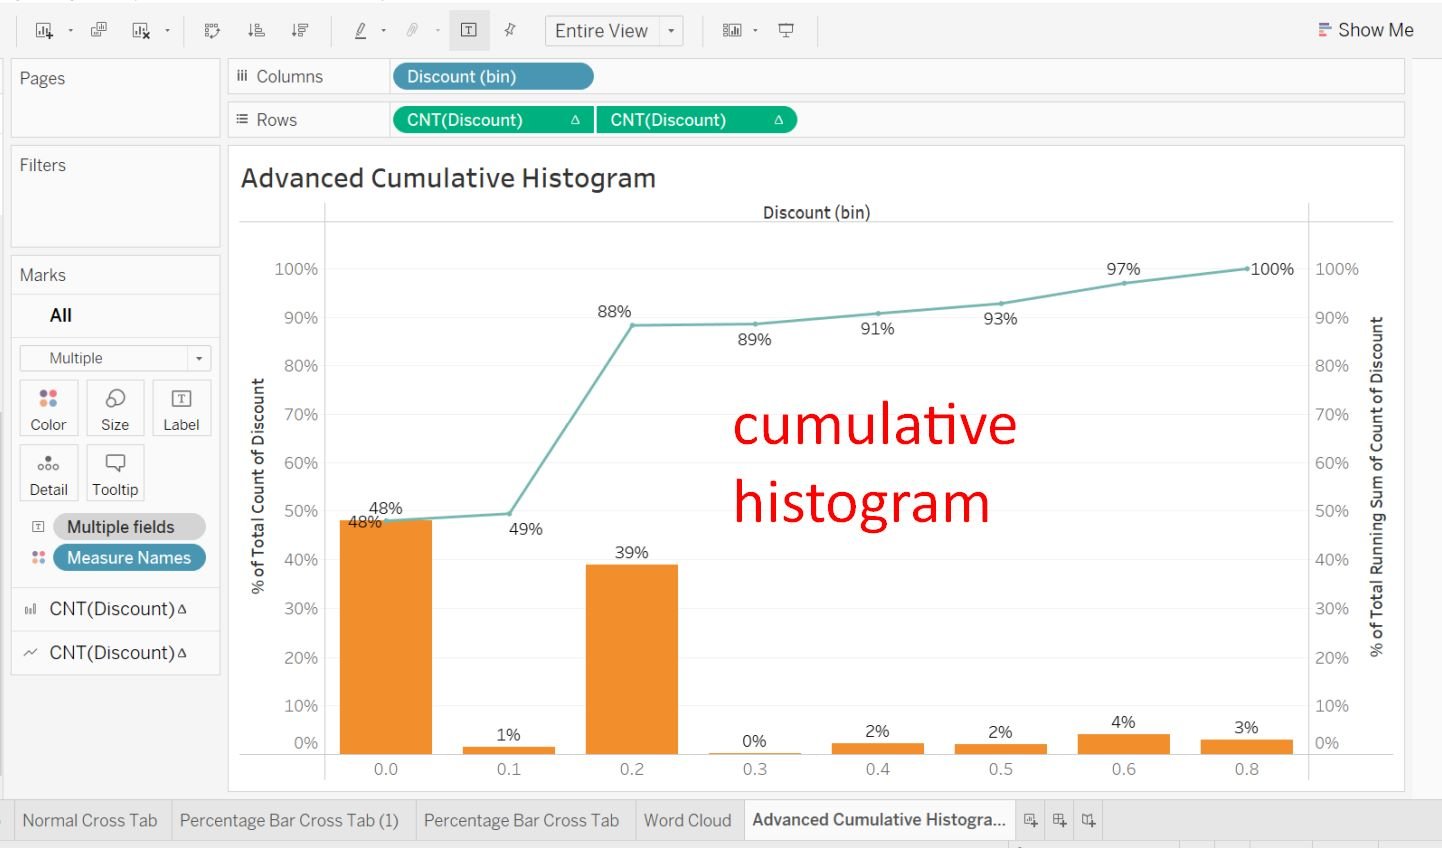 Entire View
Show Me
Pages
iii Columns
Discount (bin)
Rows
CNT(Discount) Δ CNT(Discount) Δ
Filters
Marks
All
Multiple
Color Size Label
Detail Tooltip
Multiple fields
Measure Names
CNT(Discount) Δ
CNT(Discount) Δ
Advanced Cumulative Histogram
Discount (bin)
% of Total Count of Discount
100%
90%
80%
70%
60%
50%
40%
30%
20%
10%
0%
48%
48%
49%
88%
89%
91%
93%
97%
100%
cumulative
histogram
1%
39%
0%
2%
2%
4%
3%
0.0 0.1 0.2 0.3 0.4 0.5 0.6 0.8
100%
90%
80%
70%
60%
50%
40%
30%
20%
10%
0%
% of Total Running Sum of Count of Discount
Normal Cross Tab Percentage Bar Cross Tab (1) Percentage Bar Cross Tab Word Cloud Advanced Cumulative Histogra...